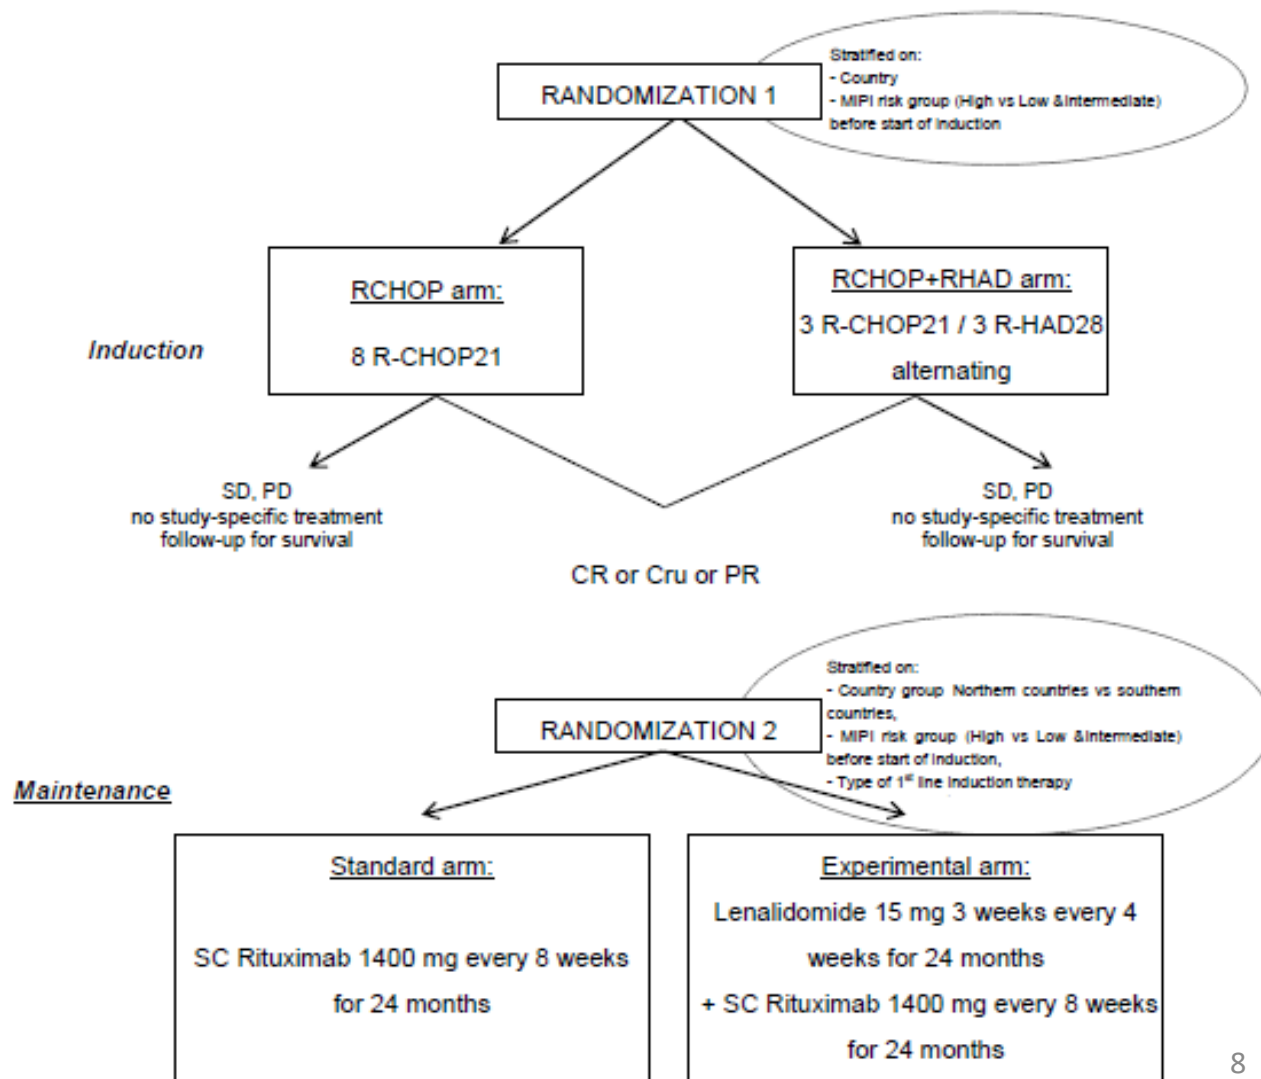 Stratified on:
- Country
- MIPI risk group (High vs Low &Intermediate)
before start of induction
RANDOMIZATION 1
RCHOP arm:
8 R-CHOP21
RCHOP+RHAD arm:
3 R-CHOP21 / 3 R-HAD28
alternating
Induction
SD, PD
no study-specific treatment
follow-up for survival
SD, PD
no study-specific treatment
follow-up for survival
CR or Cru or PR
Stratified on:
- Country group Northern countries vs southern
countries,
- MIPI risk group (High vs Low &Intermediate)
before start of induction,
- Type of 1st line induction therapy
RANDOMIZATION 2
Maintenance
Standard arm:
SC Rituximab 1400 mg every 8 weeks
for 24 months
Experimental arm:
Lenalidomide 15 mg 3 weeks every 4
weeks for 24 months
+ SC Rituximab 1400 mg every 8 weeks
for 24 months
8